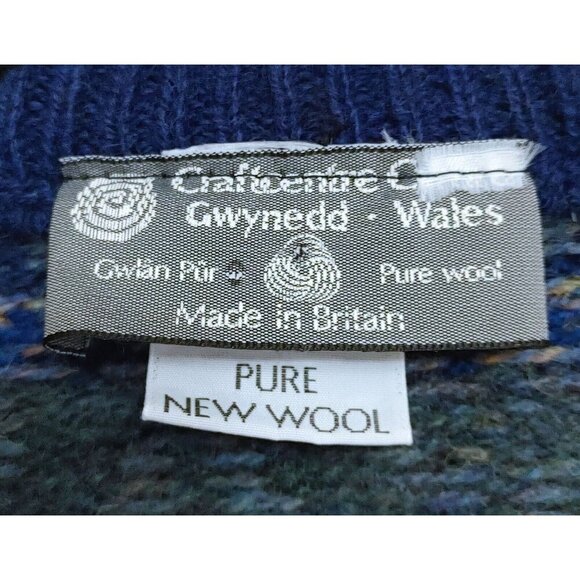 Craftcentre
Gwynedd · Wales
Gwlân Pûr
Pure wool
Made in Britain
PURE
NEW WOOL